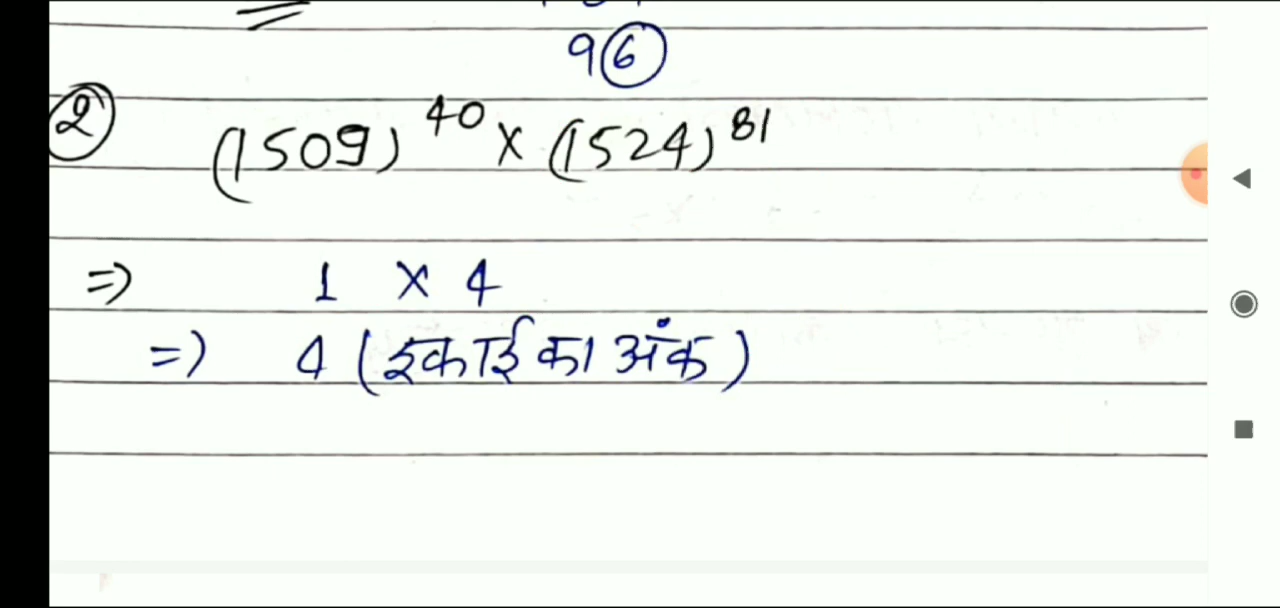 96
2 (1509)^40 × (1524)^81
=> 1 × 4
=> 4 (इकाई का अंक)